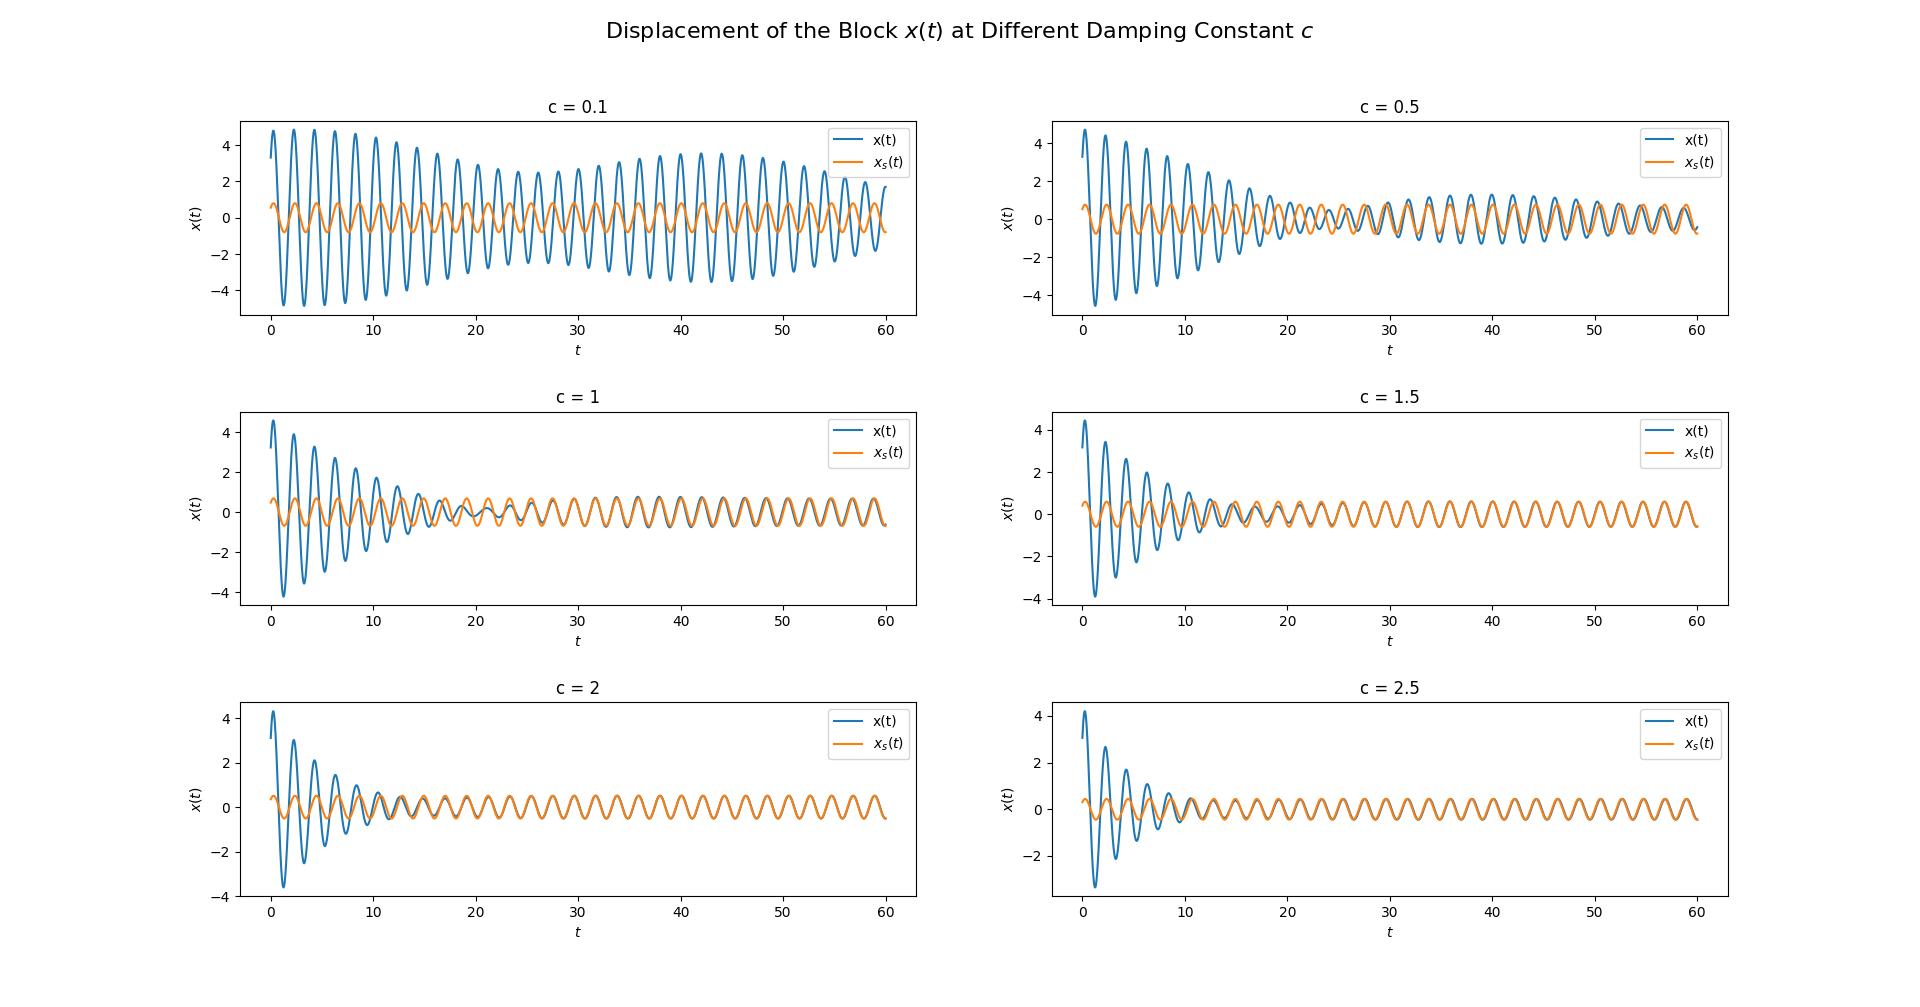 Displacement of the Block x(t) at Different Damping Constant c
c = 0.1
x(t)
x_s(t)
4
2
0
−2
−4
x(t)
0 10 20 30 40 50 60
t
c = 0.5
x(t)
x_s(t)
4
2
0
−2
−4
x(t)
0 10 20 30 40 50 60
t
c = 1
x(t)
x_s(t)
4
2
0
−2
−4
x(t)
0 10 20 30 40 50 60
t
c = 1.5
x(t)
x_s(t)
4
2
0
−2
−4
x(t)
0 10 20 30 40 50 60
t
c = 2
x(t)
x_s(t)
4
2
0
−2
−4
x(t)
0 10 20 30 40 50 60
t
c = 2.5
x(t)
x_s(t)
4
2
0
−2
x(t)
0 10 20 30 40 50 60
t